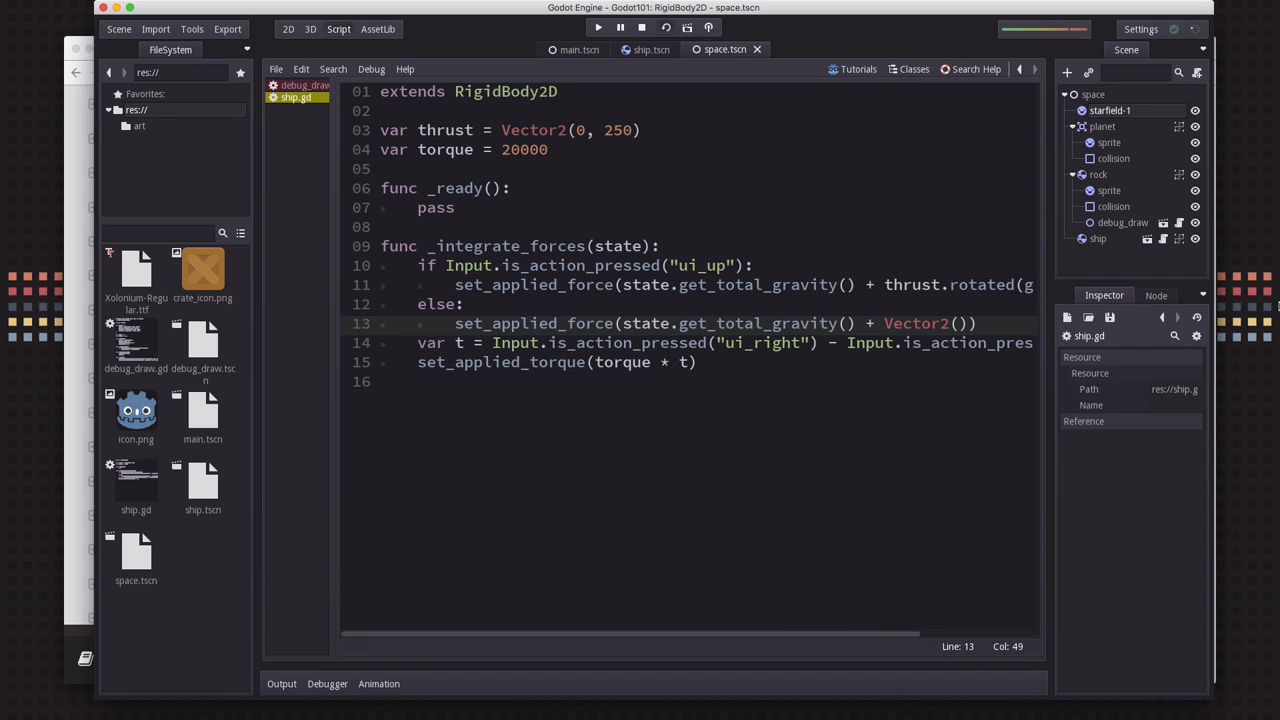 Godot Engine - Godot101: RigidBody2D - space.tscn
Scene Import Tools Export
2D 3D Script AssetLib
Settings
FileSystem
main.tscn ship.tscn space.tscn
Scene
res://
Favorites:
res://
art
File Edit Search Debug Help
Tutorials Classes Search Help
debug_draw
ship.gd
01 extends RigidBody2D
02
03 var thrust = Vector2(0, 250)
04 var torque = 20000
05
06 func _ready():
07 pass
08
09 func _integrate_forces(state):
10 if Input.is_action_pressed("ui_up"):
11 set_applied_force(state.get_total_gravity() + thrust.rotated(g
12 else:
13 set_applied_force(state.get_total_gravity() + Vector2())
14 var t = Input.is_action_pressed("ui_right") - Input.is_action_pres
15 set_applied_torque(torque * t)
16
Line: 13 Col: 49
Xolonium-Regu
lar.ttf
crate_icon.png
debug_draw.gd
debug_draw.tsc
n
icon.png
main.tscn
ship.gd
ship.tscn
space.tscn
space
starfield-1
planet
sprite
collision
rock
sprite
collision
debug_draw
ship
Inspector Node
ship.gd
Resource
Resource
Path res://ship.g
Name
Reference
Output Debugger Animation